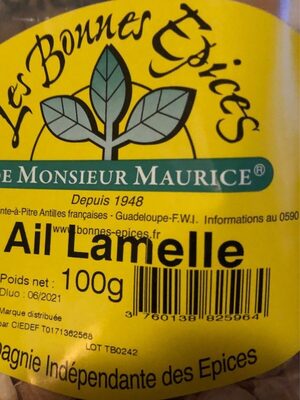 Les Bonnes Epices
DE MONSIEUR MAURICE®
Depuis 1948
nte-à-Pitre Antilles françaises - Guadeloupe-F.W.I. Informations au 0590
www.bonnes-epices.fr
Ail Lamelle
Poids net : 100g
Dluo : 06/2021
Marque distribuée
par CIEDEF T0171362568
LOT TB0242
3 760138 825964
pagnie Indépendante des Epices